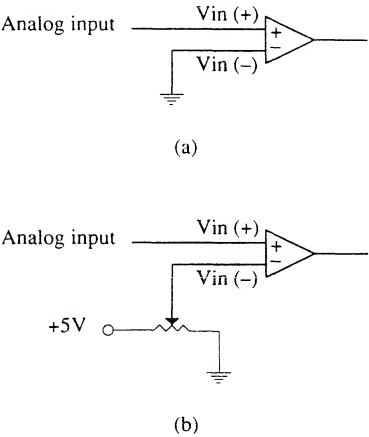 Vin (+)
Analog input
+
−
Vin (−)
(a)
Vin (+)
Analog input
+
−
Vin (−)
+5V
(b)